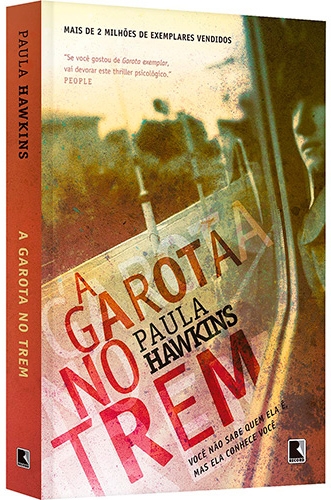 PAULA HAWKINS
A GAROTA NO TREM
MAIS DE 2 MILHÕES DE EXEMPLARES VENDIDOS
"Se você gostou de Garota exemplar,
vai devorar este thriller psicológico."
PEOPLE
A
GAROTA
NO
PAULA
HAWKINS
TREM
VOCÊ NÃO SABE QUEM ELA É,
MAS ELA CONHECE VOCÊ.
RECORD